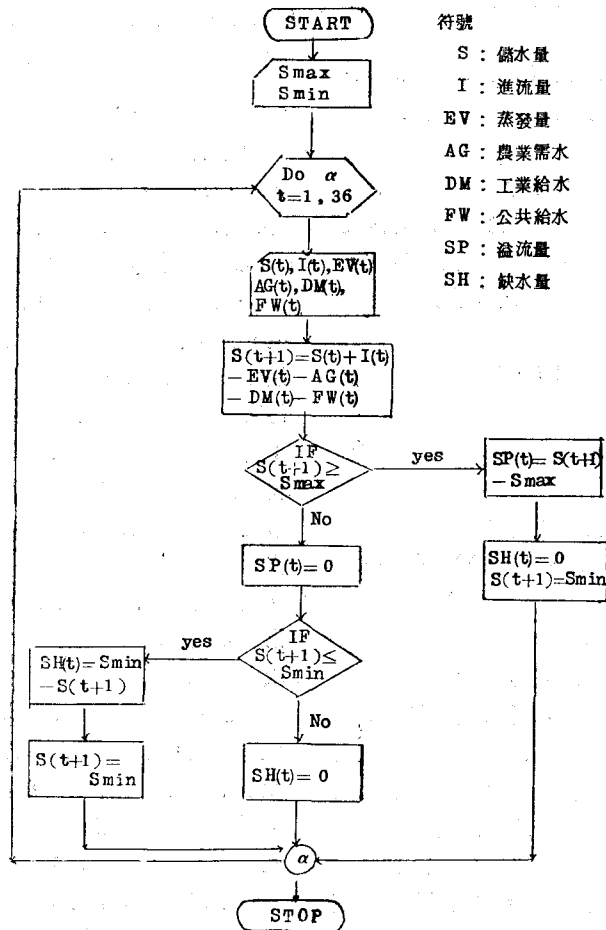 START
Smax
Smin
Do α
t=1, 36
S(t), I(t), EV(t)
AG(t), DM(t),
FW(t)
S(t+1)=S(t)+I(t)
-EV(t)-AG(t)
-DM(t)-FW(t)
IF
S(t+1)≥
Smax
yes
SP(t)=S(t+1)
-Smax
SH(t)=0
S(t+1)=Smin
No
SP(t)=0
IF
S(t+1)≤
Smin
yes
SH(t)=Smin
-S(t+1)
S(t+1)=
Smin
No
SH(t)=0
α
STOP
符號
S：儲水量
I：進流量
EV：蒸發量
AG：農業需水
DM：工業給水
FW：公共給水
SP：溢流量
SH：缺水量